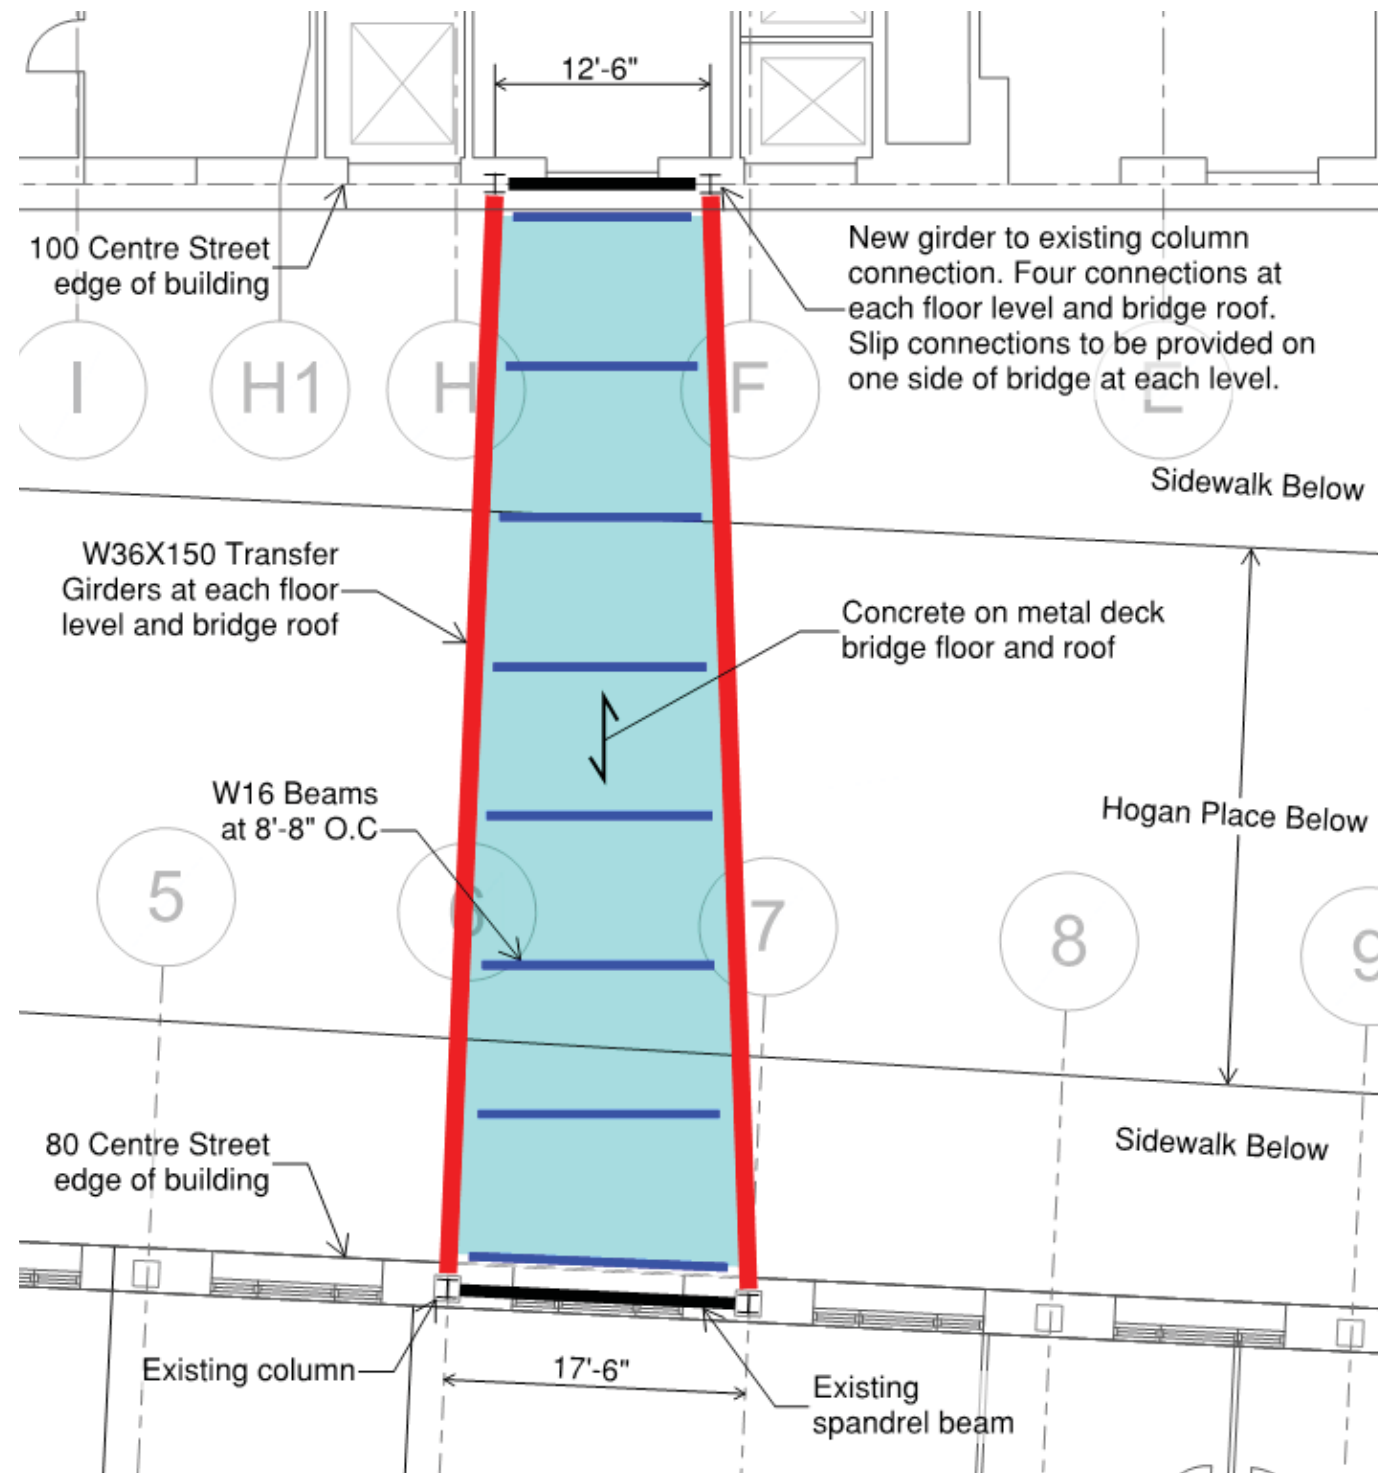 12'-6"
100 Centre Street
edge of building
New girder to existing column
connection. Four connections at
each floor level and bridge roof.
Slip connections to be provided on
one side of bridge at each level.
I
H1
H
F
E
Sidewalk Below
W36X150 Transfer
Girders at each floor
level and bridge roof
Concrete on metal deck
bridge floor and roof
W16 Beams
at 8'-8" O.C
Hogan Place Below
5
6
7
8
9
80 Centre Street
edge of building
Sidewalk Below
Existing column
17'-6"
Existing
spandrel beam